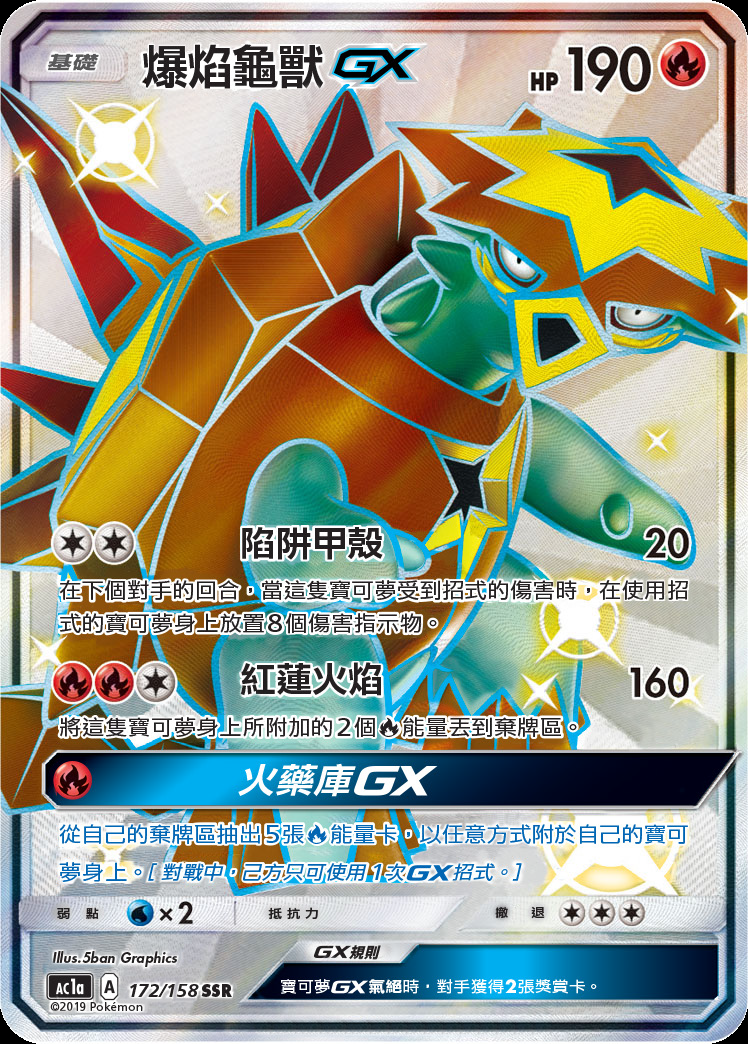 基礎 爆焰龜獸GX HP 190
陷阱甲殼 20
在下個對手的回合，當這隻寶可夢受到招式的傷害時，在使用招
式的寶可夢身上放置8個傷害指示物。
紅蓮火焰 160
將這隻寶可夢身上所附加的2個能量丟到棄牌區。
火藥庫GX
從自己的棄牌區抽出5張能量卡，以任意方式附於自己的寶可
夢身上。[對戰中，己方只可使用1次GX招式。]
弱點 ×2 抵抗力 撤退
Illus.5ban Graphics
GX規則
AC1a A 172/158 SSR
寶可夢GX氣絕時，對手獲得2張獎賞卡。
©2019 Pokémon